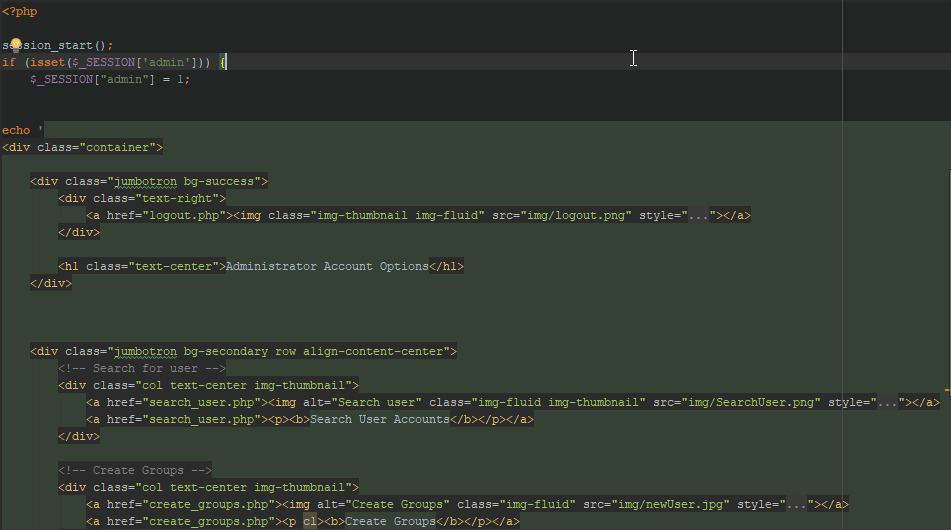 <?php
session_start();
if (isset($_SESSION['admin'])) {
$_SESSION["admin"] = 1;
echo '
<div class="container">
<div class="jumbotron bg-success">
<div class="text-right">
<a href="logout.php"><img class="img-thumbnail img-fluid" src="img/logout.png" style="..."></a>
</div>
<h1 class="text-center">Administrator Account Options</h1>
</div>
<div class="jumbotron bg-secondary row align-content-center">
<!-- Search for user -->
<div class="col text-center img-thumbnail">
<a href="search_user.php"><img alt="Search user" class="img-fluid img-thumbnail" src="img/SearchUser.png" style="..."></a>
<a href="search_user.php"><p><b>Search User Accounts</b></p></a>
</div>
<!-- Create Groups -->
<div class="col text-center img-thumbnail">
<a href="create_groups.php"><img alt="Create Groups" class="img-fluid" src="img/newUser.jpg" style="..."></a>
<a href="create_groups.php"><p cl><b>Create Groups</b></p></a>